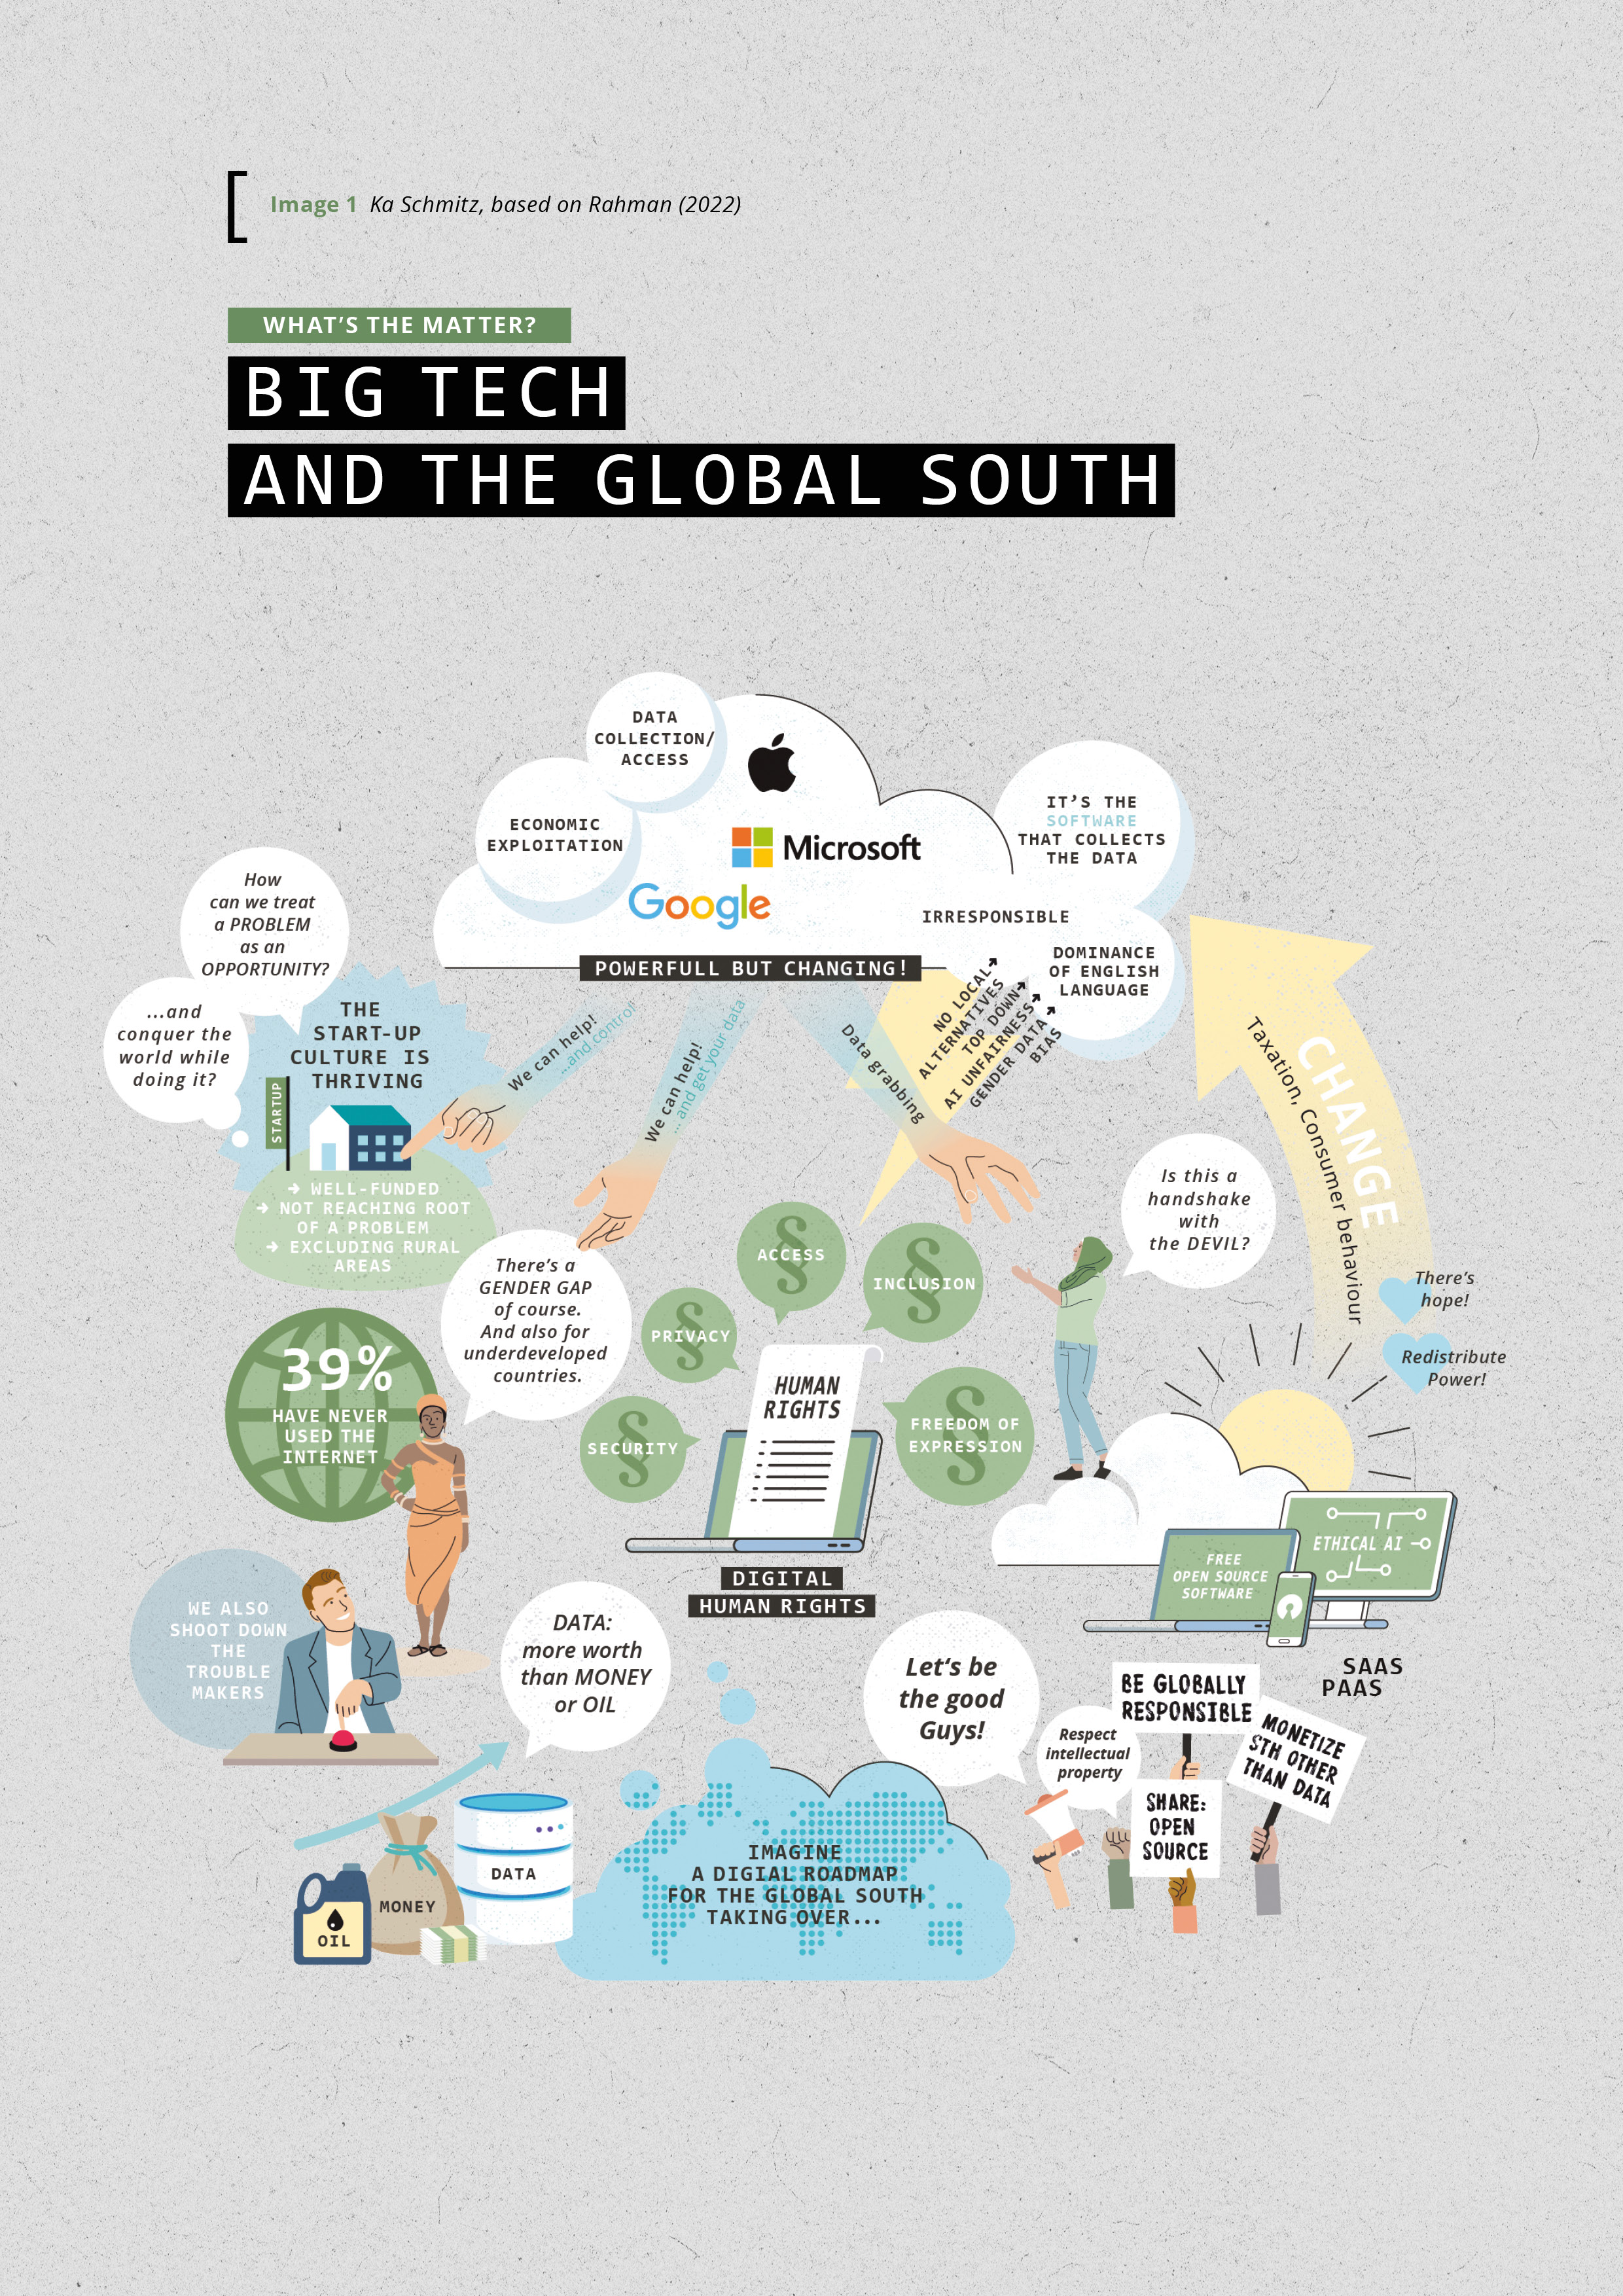 Image 1 Ka Schmitz, based on Rahman (2022)
WHAT'S THE MATTER?
BIG TECH
AND THE GLOBAL SOUTH
DATA
COLLECTION/
ACCESS
ECONOMIC
EXPLOITATION
Microsoft
Google
IT'S THE
SOFTWARE
THAT COLLECTS
THE DATA
IRRESPONSIBLE
DOMINANCE
OF ENGLISH
LANGUAGE
POWERFULL BUT CHANGING!
NO LOCAL
ALTERNATIVES
TOP DOWN
AI UNFAIRNESS
GENDER DATA
BIAS
How
can we treat
a PROBLEM
as an
OPPORTUNITY?
...and
conquer the
world while
doing it?
THE
START-UP
CULTURE IS
THRIVING
STARTUP
→ WELL-FUNDED
→ NOT REACHING ROOT
OF A PROBLEM
→ EXCLUDING RURAL
AREAS
We can help!
...and control
We can help!
... and get your data
Data grabbing
CHANGE
Taxation, Consumer behaviour
Is this a
handshake
with
the DEVIL?
There's
hope!
Redistribute
Power!
There's a
GENDER GAP
of course.
And also for
underdeveloped
countries.
39%
HAVE NEVER
USED THE
INTERNET
§ ACCESS
§ INCLUSION
§ PRIVACY
§ SECURITY
§ FREEDOM OF
EXPRESSION
HUMAN
RIGHTS
DIGITAL
HUMAN RIGHTS
FREE
OPEN SOURCE
SOFTWARE
ETHICAL AI
SAAS
PAAS
WE ALSO
SHOOT DOWN
THE
TROUBLE
MAKERS
DATA:
more worth
than MONEY
or OIL
OIL
MONEY
DATA
IMAGINE
A DIGIAL ROADMAP
FOR THE GLOBAL SOUTH
TAKING OVER...
Let's be
the good
Guys!
Respect
intellectual
property
BE GLOBALLY
RESPONSIBLE
MONETIZE
STH OTHER
THAN DATA
SHARE:
OPEN
SOURCE